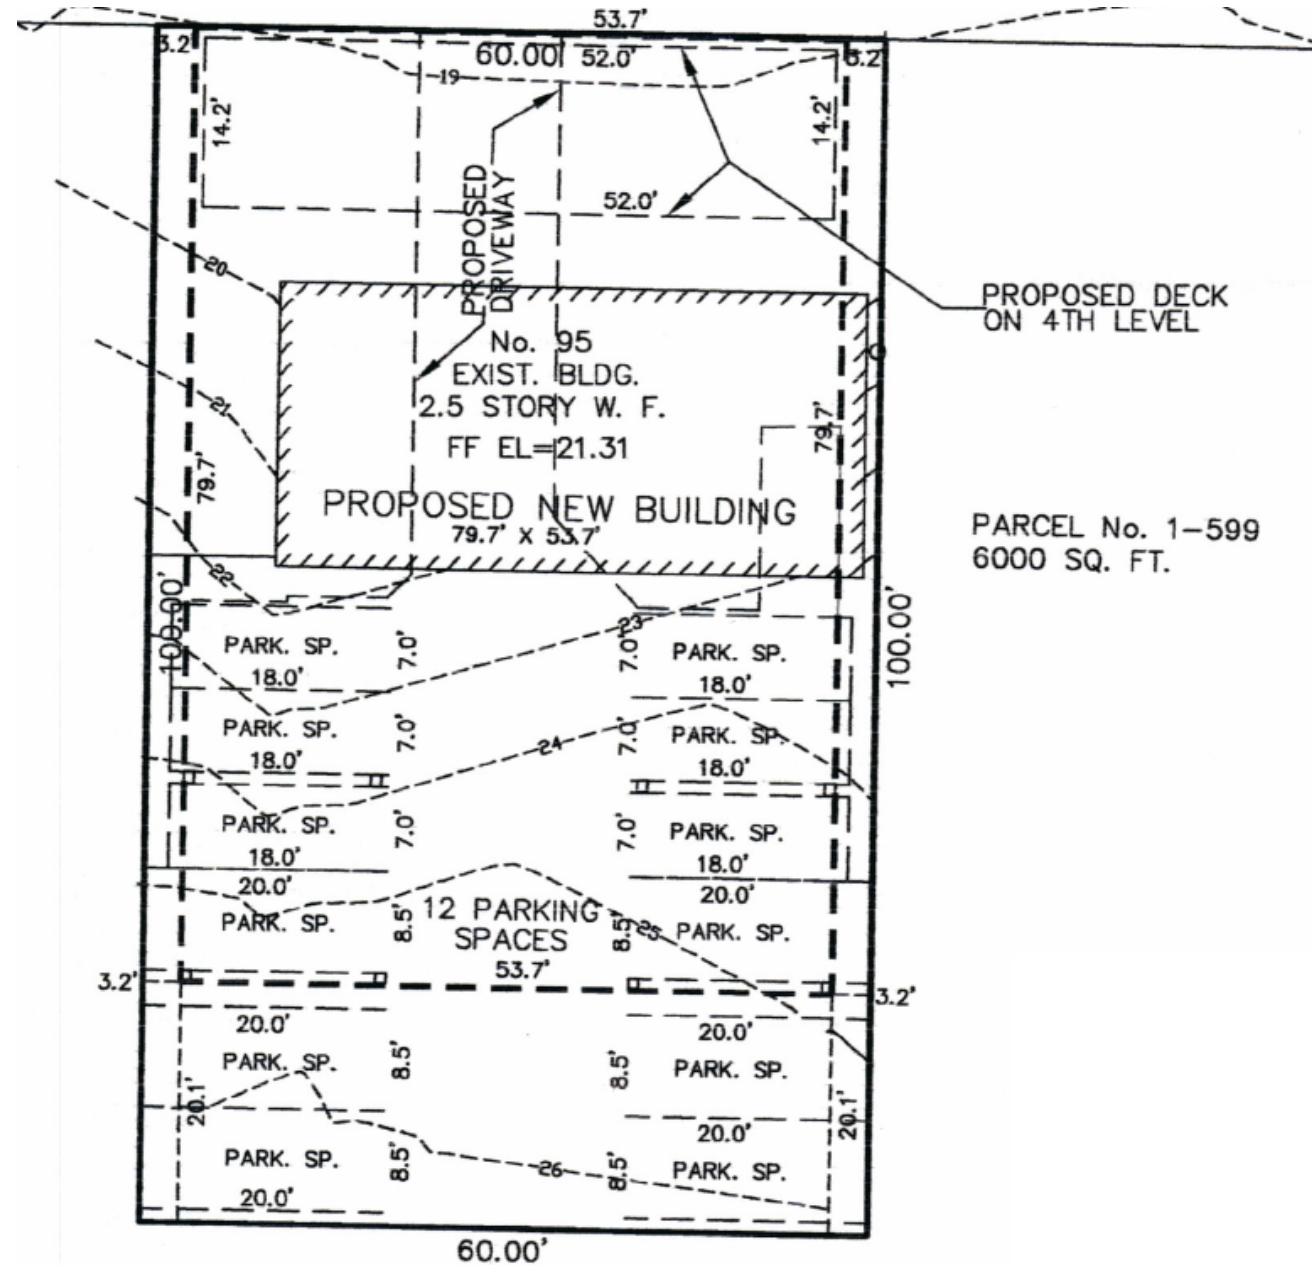 53.7'
3.2'
60.00'
52.0'
3.2'
19
14.2'
14.2'
PROPOSED
DRIVEWAY
52.0'
20
PROPOSED DECK
ON 4TH LEVEL
No. 95
EXIST. BLDG.
2.5 STORY W. F.
FF EL=21.31
21
79.7'
79.7'
PROPOSED NEW BUILDING
79.7' X 53.7'
PARCEL No. 1-599
6000 SQ. FT.
22
100.00'
100.00'
23
PARK. SP.
7.0'
7.0'
PARK. SP.
18.0'
18.0'
PARK. SP.
7.0'
24
7.0'
PARK. SP.
18.0'
18.0'
PARK. SP.
7.0'
7.0'
PARK. SP.
18.0'
18.0'
20.0'
20.0'
PARK. SP.
8.5'
12 PARKING
SPACES
8.5'
25
PARK. SP.
53.7'
3.2'
3.2'
20.0'
20.0'
PARK. SP.
8.5'
8.5'
PARK. SP.
20.1'
20.1'
20.0'
PARK. SP.
8.5'
26
8.5'
PARK. SP.
20.0'
60.00'